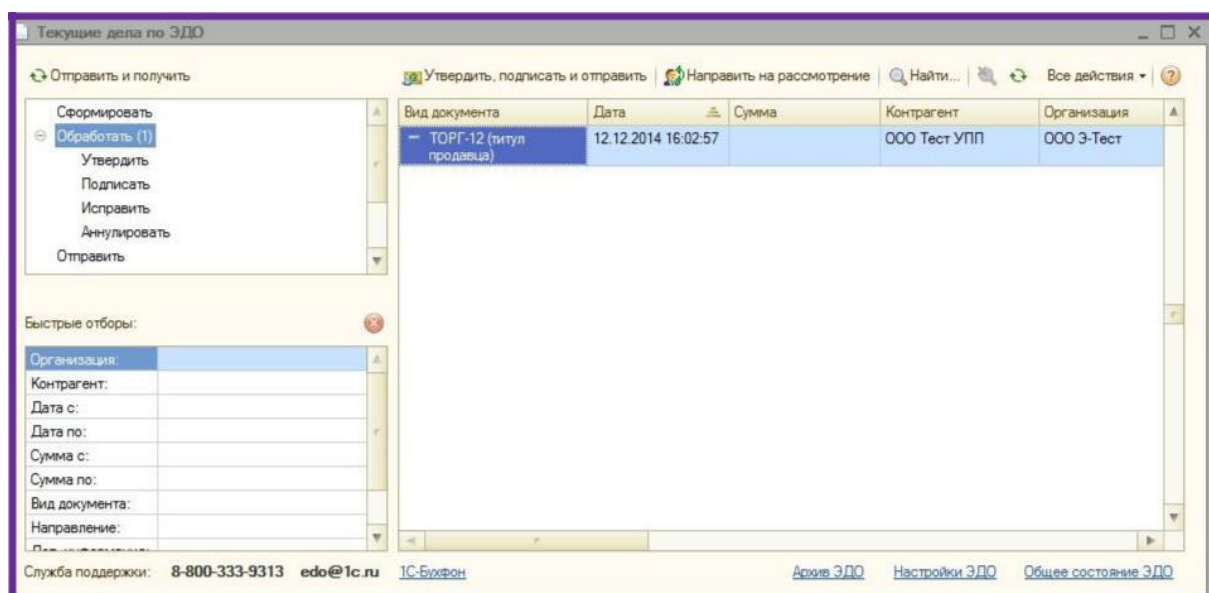 Текущие дела по ЭДО
Отправить и получить
Утвердить, подписать и отправить
Направить на рассмотрение
Найти...
Все действия
Сформировать
Обработать (1)
Утвердить
Подписать
Исправить
Аннулировать
Отправить
Вид документа Дата Сумма Контрагент Организация
ТОРГ-12 (титул 12.12.2014 16:02:57 ООО Тест УПП ООО Э-Тест
продавца)
Быстрые отборы:
Организация:
Контрагент:
Дата с:
Дата по:
Сумма с:
Сумма по:
Вид документа:
Направление:
Служба поддержки: 8-800-333-9313 edo@1c.ru 1С-Бухфон Архив ЭДО Настройки ЭДО Общее состояние ЭДО